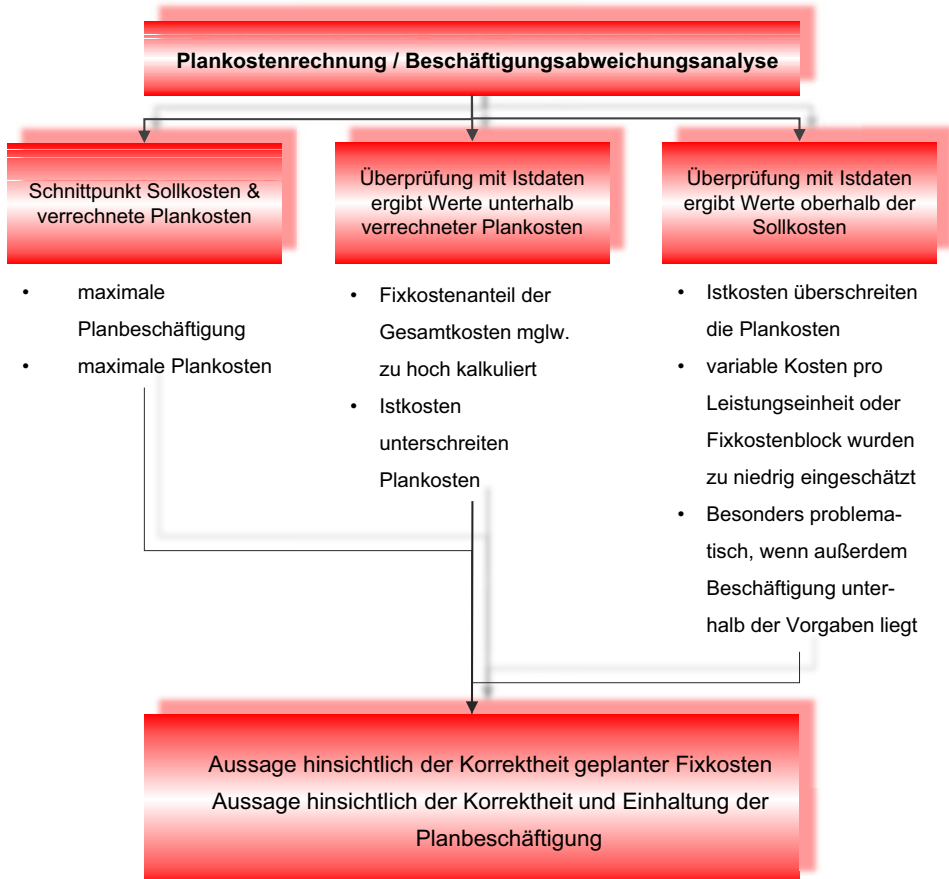 Plankostenrechnung / Beschäftigungsabweichungsanalyse
Schnittpunkt Sollkosten &
verrechnete Plankosten
• maximale
Planbeschäftigung
• maximale Plankosten
Überprüfung mit Istdaten
ergibt Werte unterhalb
verrechneter Plankosten
• Fixkostenanteil der
Gesamtkosten mglw.
zu hoch kalkuliert
• Istkosten
unterschreiten
Plankosten
Überprüfung mit Istdaten
ergibt Werte oberhalb der
Sollkosten
• Istkosten überschreiten
die Plankosten
• variable Kosten pro
Leistungseinheit oder
Fixkostenblock wurden
zu niedrig eingeschätzt
• Besonders problema-
tisch, wenn außerdem
Beschäftigung unter-
halb der Vorgaben liegt
Aussage hinsichtlich der Korrektheit geplanter Fixkosten
Aussage hinsichtlich der Korrektheit und Einhaltung der
Planbeschäftigung